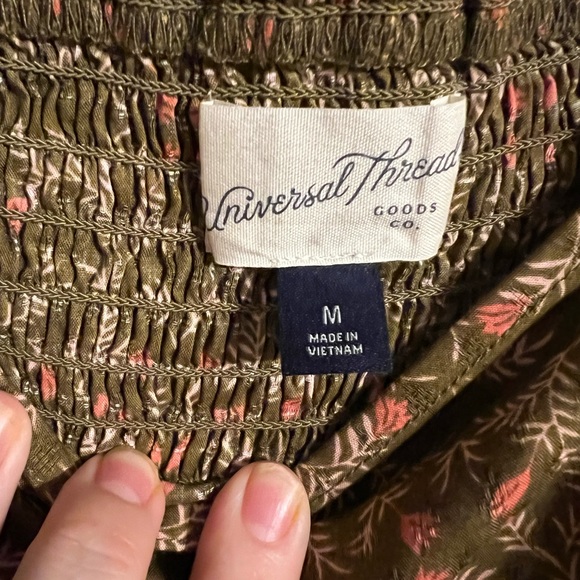 Universal Thread
GOODS
CO.
M
MADE IN
VIETNAM